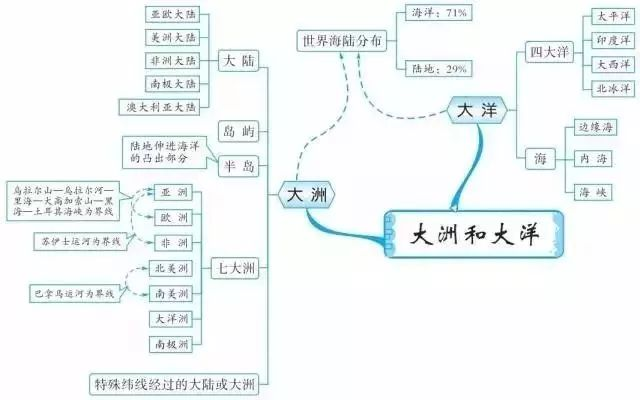 亚欧大陆
美洲大陆
非洲大陆
南极大陆
澳大利亚大陆
大陆
岛屿
陆地伸进海洋
的凸出部分
半岛
乌拉尔山—乌拉尔河—
里海—大高加索山—黑
海—土耳其海峡为界线
苏伊士运河为界线
巴拿马运河为界线
亚洲
欧洲
非洲
北美洲
南美洲
大洋洲
南极洲
七大洲
特殊纬线经过的大陆或大洲
大洲
世界海陆分布
海洋：71%
陆地：29%
大洋
四大洋
太平洋
印度洋
大西洋
北冰洋
海
边缘海
内海
海峡
大洲和大洋